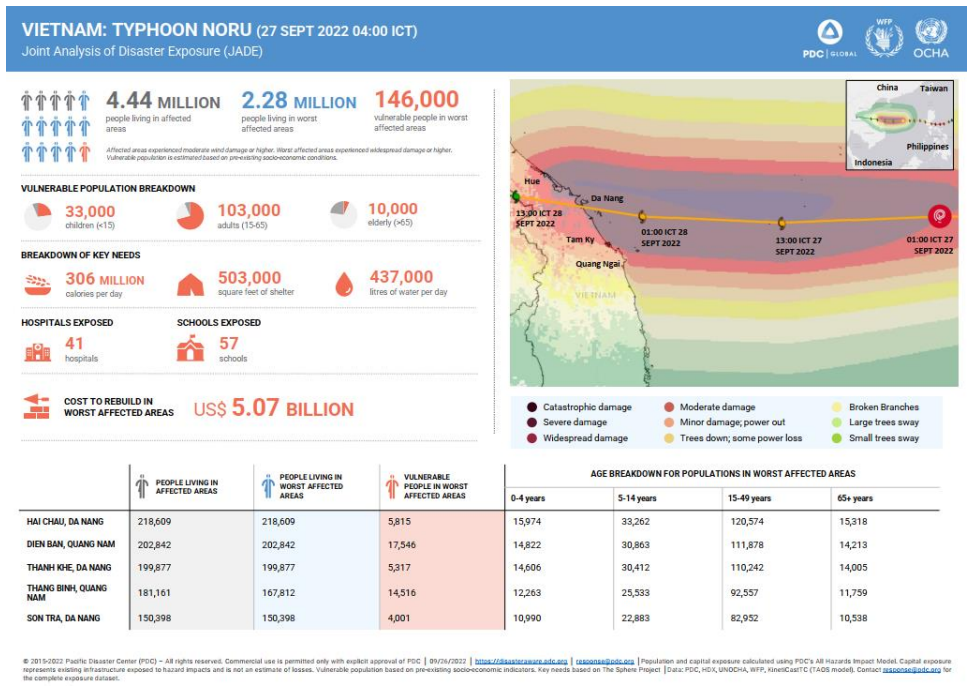 VIETNAM: TYPHOON NORU (27 SEPT 2022 04:00 ICT)
Joint Analysis of Disaster Exposure (JADE)
PDC | GLOBAL
WFP
OCHA
4.44 MILLION
people living in affected
areas
2.28 MILLION
people living in worst
affected areas
146,000
vulnerable people in worst
affected areas
Affected areas experienced moderate wind damage or higher. Worst affected areas experienced widespread damage or higher.
Vulnerable population is estimated based on pre-existing socio-economic conditions.
VULNERABLE POPULATION BREAKDOWN
33,000
children (<15)
103,000
adults (15-65)
10,000
elderly (>65)
BREAKDOWN OF KEY NEEDS
306 MILLION
calories per day
503,000
square feet of shelter
437,000
litres of water per day
HOSPITALS EXPOSED
41
hospitals
SCHOOLS EXPOSED
57
schools
COST TO REBUILD IN
WORST AFFECTED AREAS
US$ 5.07 BILLION
China
Taiwan
Philippines
Indonesia
Hue
Da Nang
13:00 ICT 28
SEPT 2022
Tam Ky
01:00 ICT 28
SEPT 2022
13:00 ICT 27
SEPT 2022
01:00 ICT 27
SEPT 2022
Quang Ngai
VIETNAM
Catastrophic damage
Severe damage
Widespread damage
Moderate damage
Minor damage; power out
Trees down; some power loss
Broken Branches
Large trees sway
Small trees sway
PEOPLE LIVING IN
AFFECTED AREAS
PEOPLE LIVING IN
WORST AFFECTED
AREAS
VULNERABLE
PEOPLE IN WORST
AFFECTED AREAS
AGE BREAKDOWN FOR POPULATIONS IN WORST AFFECTED AREAS
0-4 years 5-14 years 15-49 years 65+ years
HAI CHAU, DA NANG 218,609 218,609 5,815 15,974 33,262 120,574 15,318
DIEN BAN, QUANG NAM 202,842 202,842 17,546 14,822 30,863 111,878 14,213
THANH KHE, DA NANG 199,877 199,877 5,317 14,606 30,412 110,242 14,005
THANG BINH, QUANG
NAM 181,161 167,812 14,516 12,263 25,533 92,557 11,759
SON TRA, DA NANG 150,398 150,398 4,001 10,990 22,883 82,952 10,538
© 2015-2022 Pacific Disaster Center (PDC) – All rights reserved. Commercial use is permitted only with explicit approval of PDC | 09/26/2022 | https://disasteraware.pdc.org | response@pdc.org | Population and capital exposure calculated using PDC's All Hazards Impact Model. Capital exposure
represents existing infrastructure exposed to hazard impacts and is not an estimate of losses. Vulnerable population based on pre-existing socio-economic indicators. Key needs based on The Sphere Project | Data: PDC, HDX, UNOCHA, WFP, KinetiCastTC (TAOS model). Contact response@pdc.org for
the complete exposure dataset.